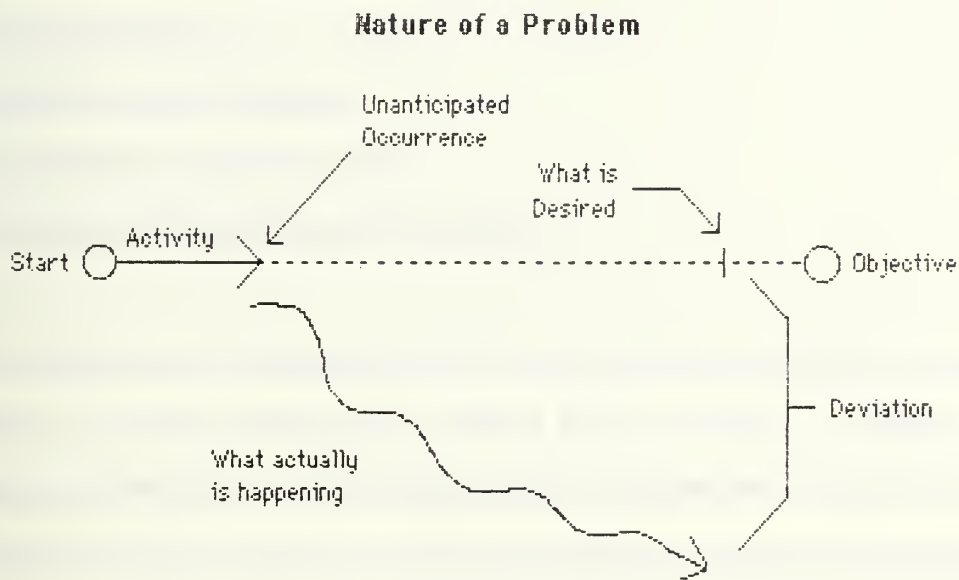 Nature of a Problem
Unanticipated
Occurrence
What is
Desired
Activity
Start
Objective
Deviation
What actually
is happening